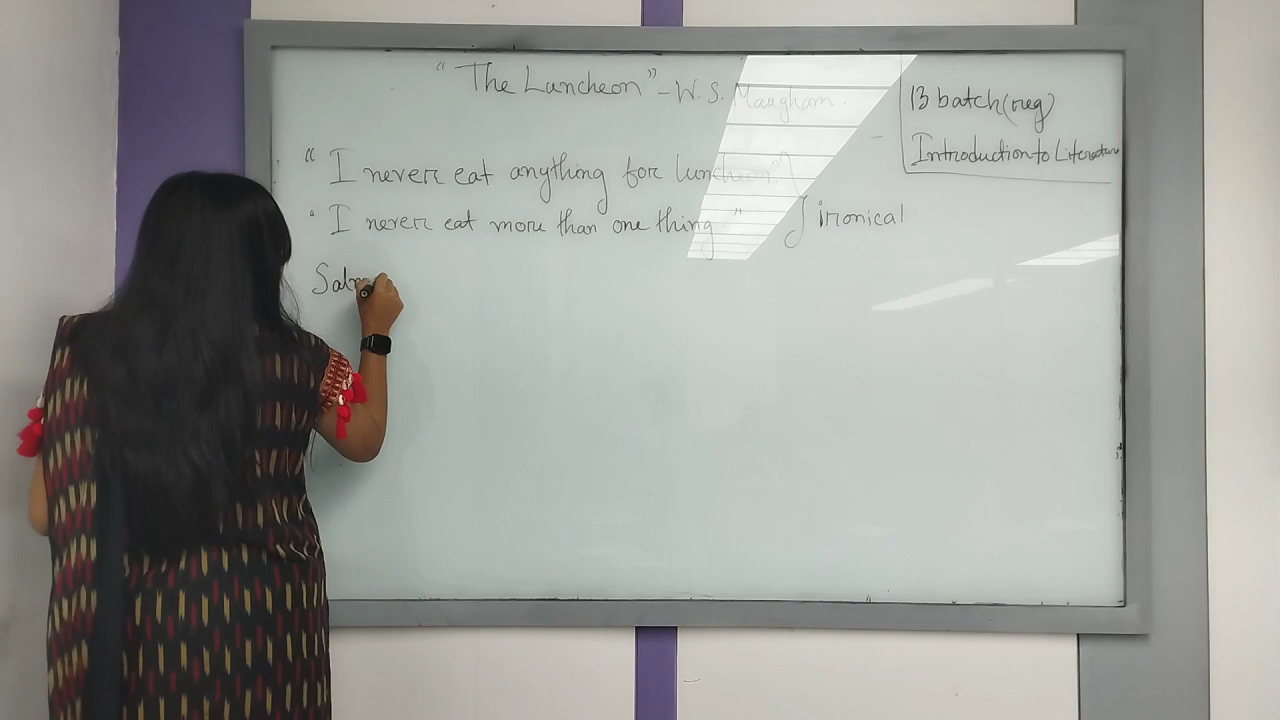 "The Luncheon" - W. S. Maugham.
13 batch (reg)
Introduction to Literature
"I never eat anything for luncheon."
"I never eat more than one thing" } ironical
Salm